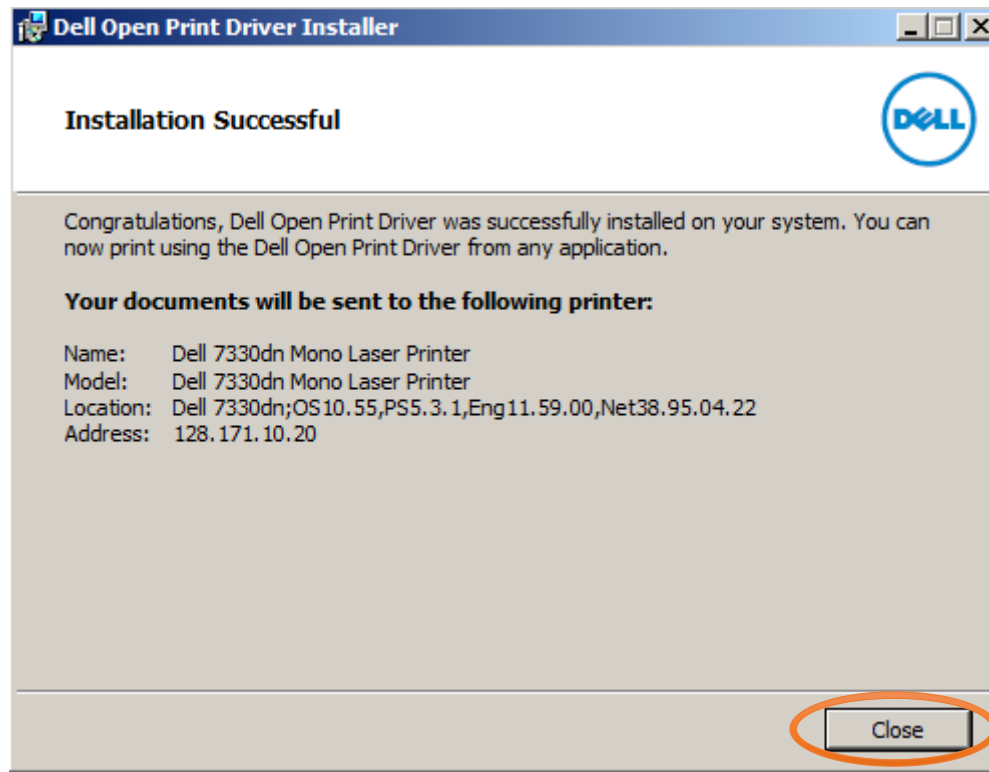 Dell Open Print Driver Installer
Installation Successful
DELL
Congratulations, Dell Open Print Driver was successfully installed on your system. You can
now print using the Dell Open Print Driver from any application.
Your documents will be sent to the following printer:
Name: Dell 7330dn Mono Laser Printer
Model: Dell 7330dn Mono Laser Printer
Location: Dell 7330dn;OS10.55,PS5.3.1,Eng11.59.00,Net38.95.04.22
Address: 128.171.10.20
Close